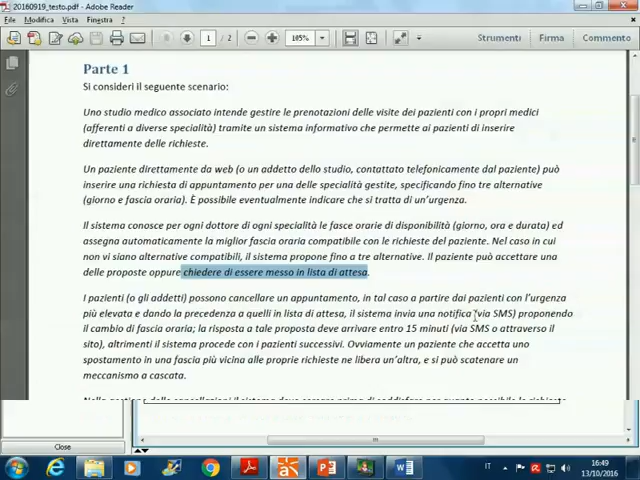 20160919_testo.pdf - Adobe Reader
File Modifica Vista Finestra ?
1 / 2 105% Strumenti Firma Commento
Parte 1
Si consideri il seguente scenario:
Uno studio medico associato intende gestire le prenotazioni delle visite dei pazienti con i propri medici
(afferenti a diverse specialità) tramite un sistema informativo che permette ai pazienti di inserire
direttamente delle richieste.
Un paziente direttamente da web (o un addetto dello studio, contattato telefonicamente dal paziente) può
inserire una richiesta di appuntamento per una delle specialità gestite, specificando fino tre alternative
(giorno e fascia oraria). È possibile eventualmente indicare che si tratta di un'urgenza.
Il sistema conosce per ogni dottore di ogni specialità le fasce orarie di disponibilità (giorno, ora e durata) ed
assegna automaticamente la miglior fascia oraria compatibile con le richieste del paziente. Nel caso in cui
non vi siano alternative compatibili, il sistema propone fino a tre alternative. Il paziente può accettare una
delle proposte oppure chiedere di essere messo in lista di attesa.
I pazienti (o gli addetti) possono cancellare un appuntamento, in tal caso a partire dai pazienti con l'urgenza
più elevata e dando la precedenza a quelli in lista di attesa, il sistema invia una notifica (via SMS) proponendo
il cambio di fascia oraria; la risposta a tale proposta deve arrivare entro 15 minuti (via SMS o attraverso il
sito), altrimenti il sistema procede con i pazienti successivi. Ovviamente un paziente che accetta uno
spostamento in una fascia più vicina alle proprie richieste ne libera un'altra, e si può scatenare un
meccanismo a cascata.
Close
IT 16:49
13/10/2016